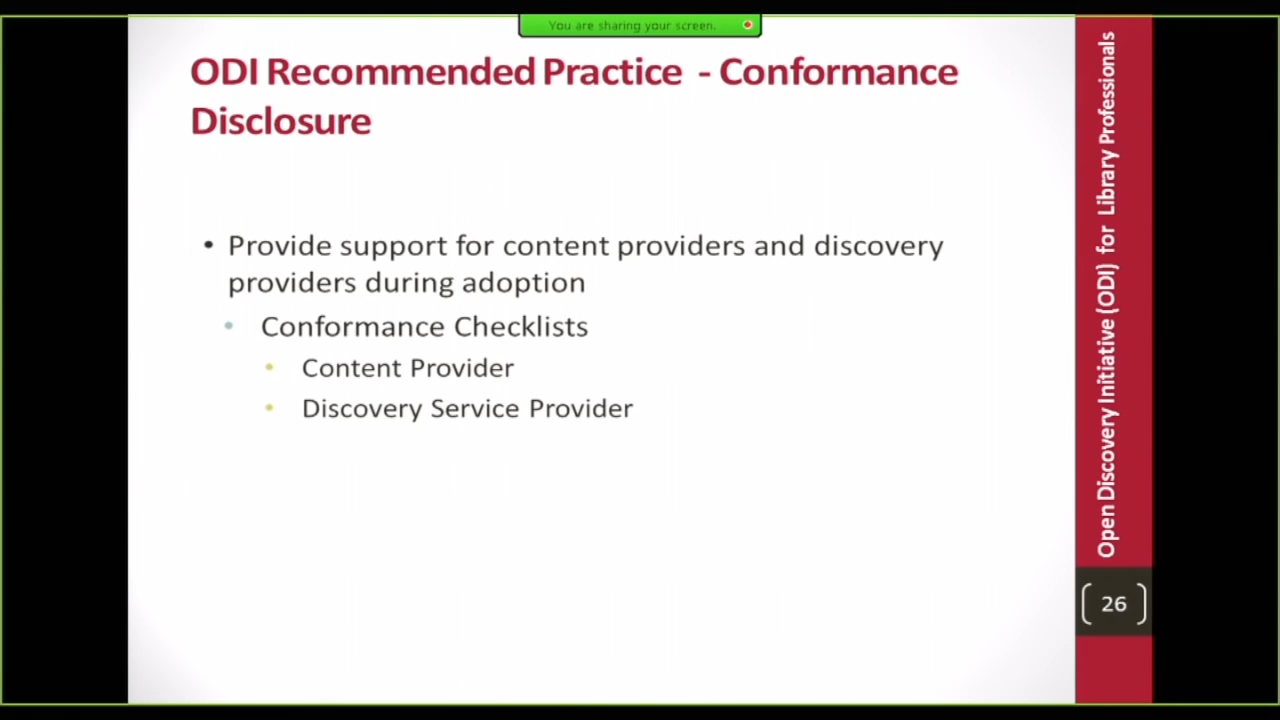 You are sharing your screen.
ODI Recommended Practice - Conformance
Disclosure
• Provide support for content providers and discovery
providers during adoption
• Conformance Checklists
• Content Provider
• Discovery Service Provider
Open Discovery Initiative (ODI) for Library Professionals
26